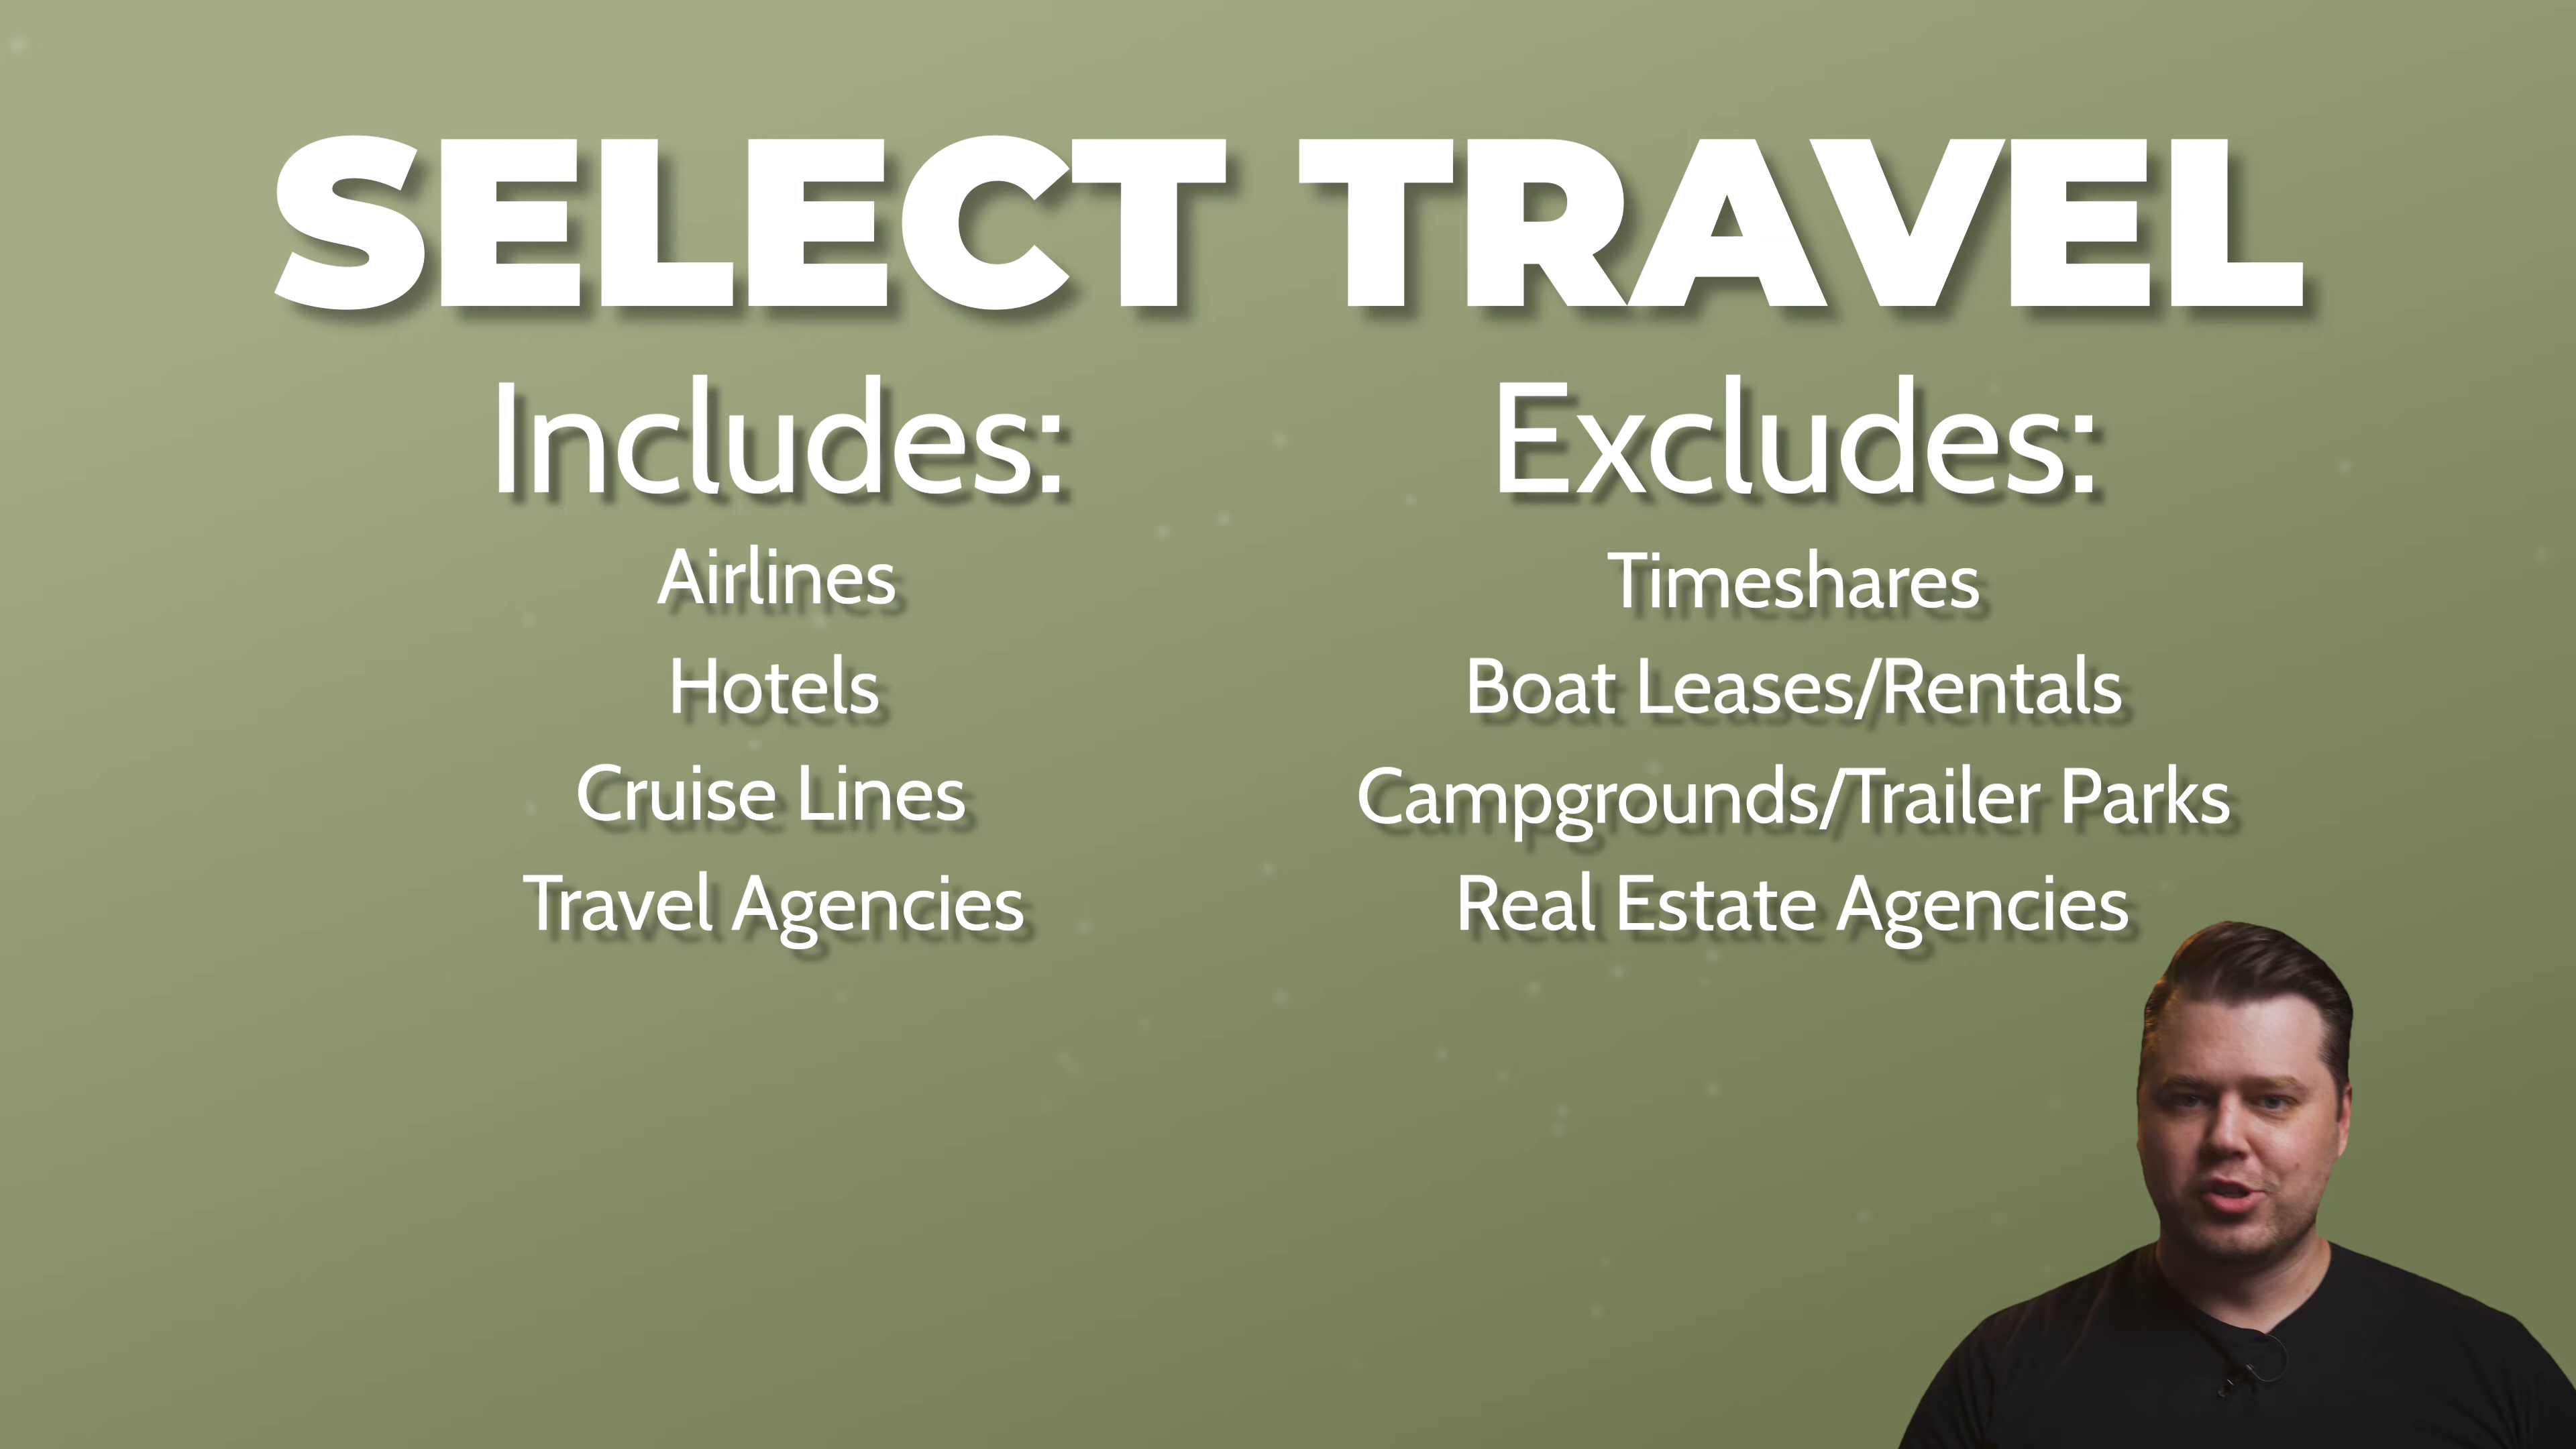 SELECT TRAVEL
Includes:
Airlines
Hotels
Cruise Lines
Travel Agencies
Excludes:
Timeshares
Boat Leases/Rentals
Campgrounds/Trailer Parks
Real Estate Agencies